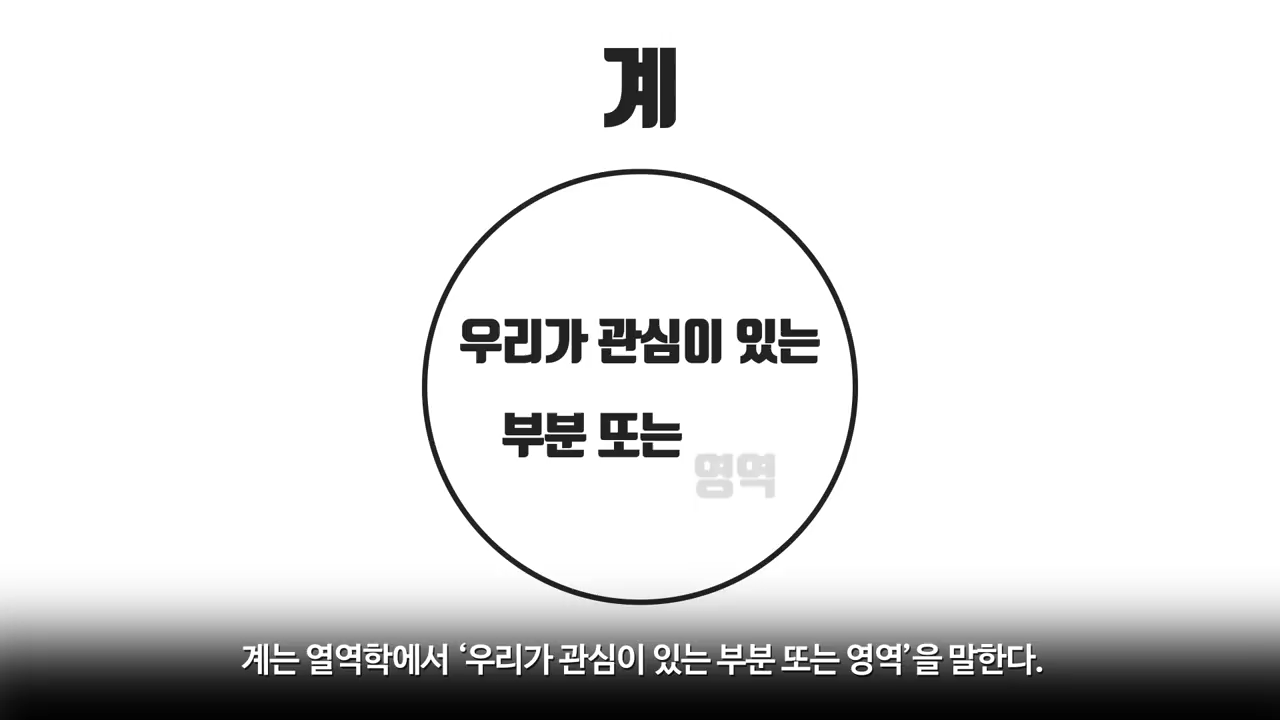 계
우리가 관심이 있는
부분 또는 영역
계는 열역학에서 ‘우리가 관심이 있는 부분 또는 영역’을 말한다.